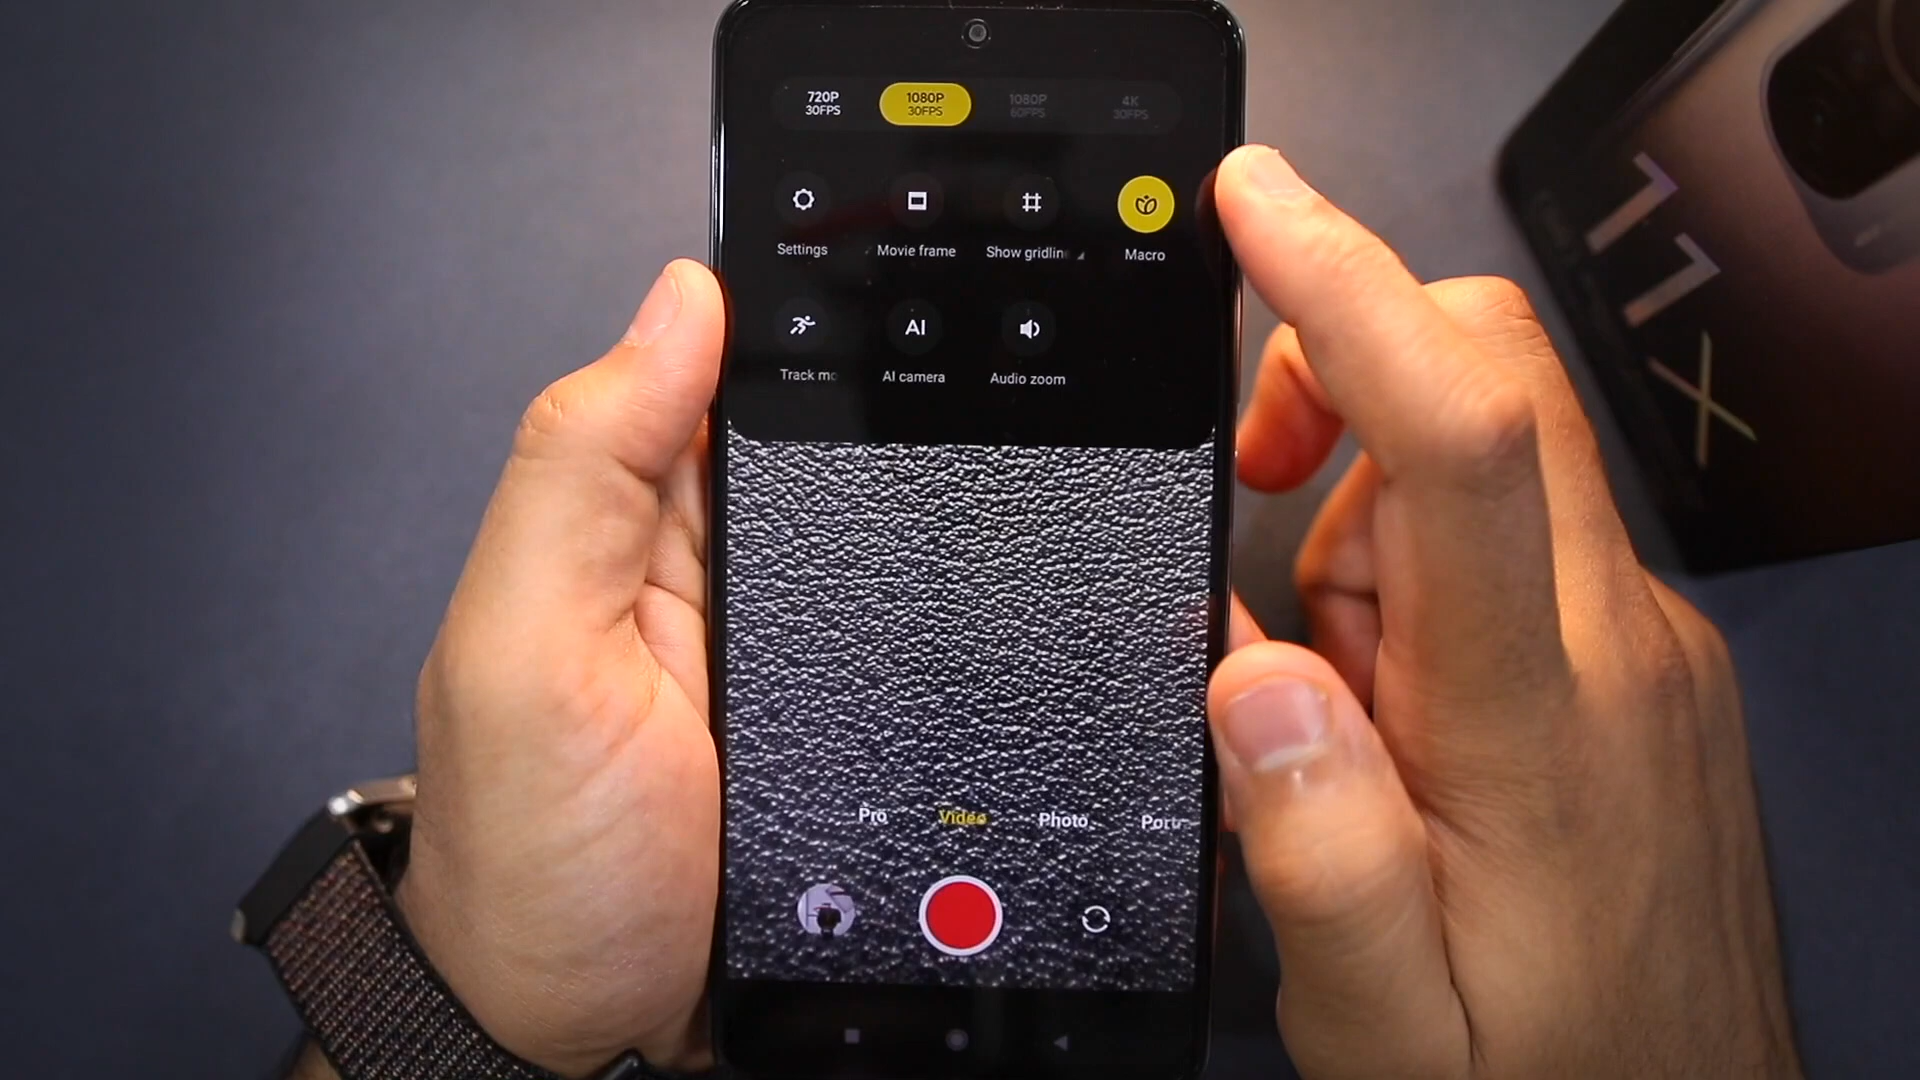 720P 1080P 1080P 4K
30FPS 30FPS 60FPS 30FPS
Settings Movie frame Show gridlin Macro
AI
Track mo AI camera Audio zoom
Pro Video Photo Port
11X